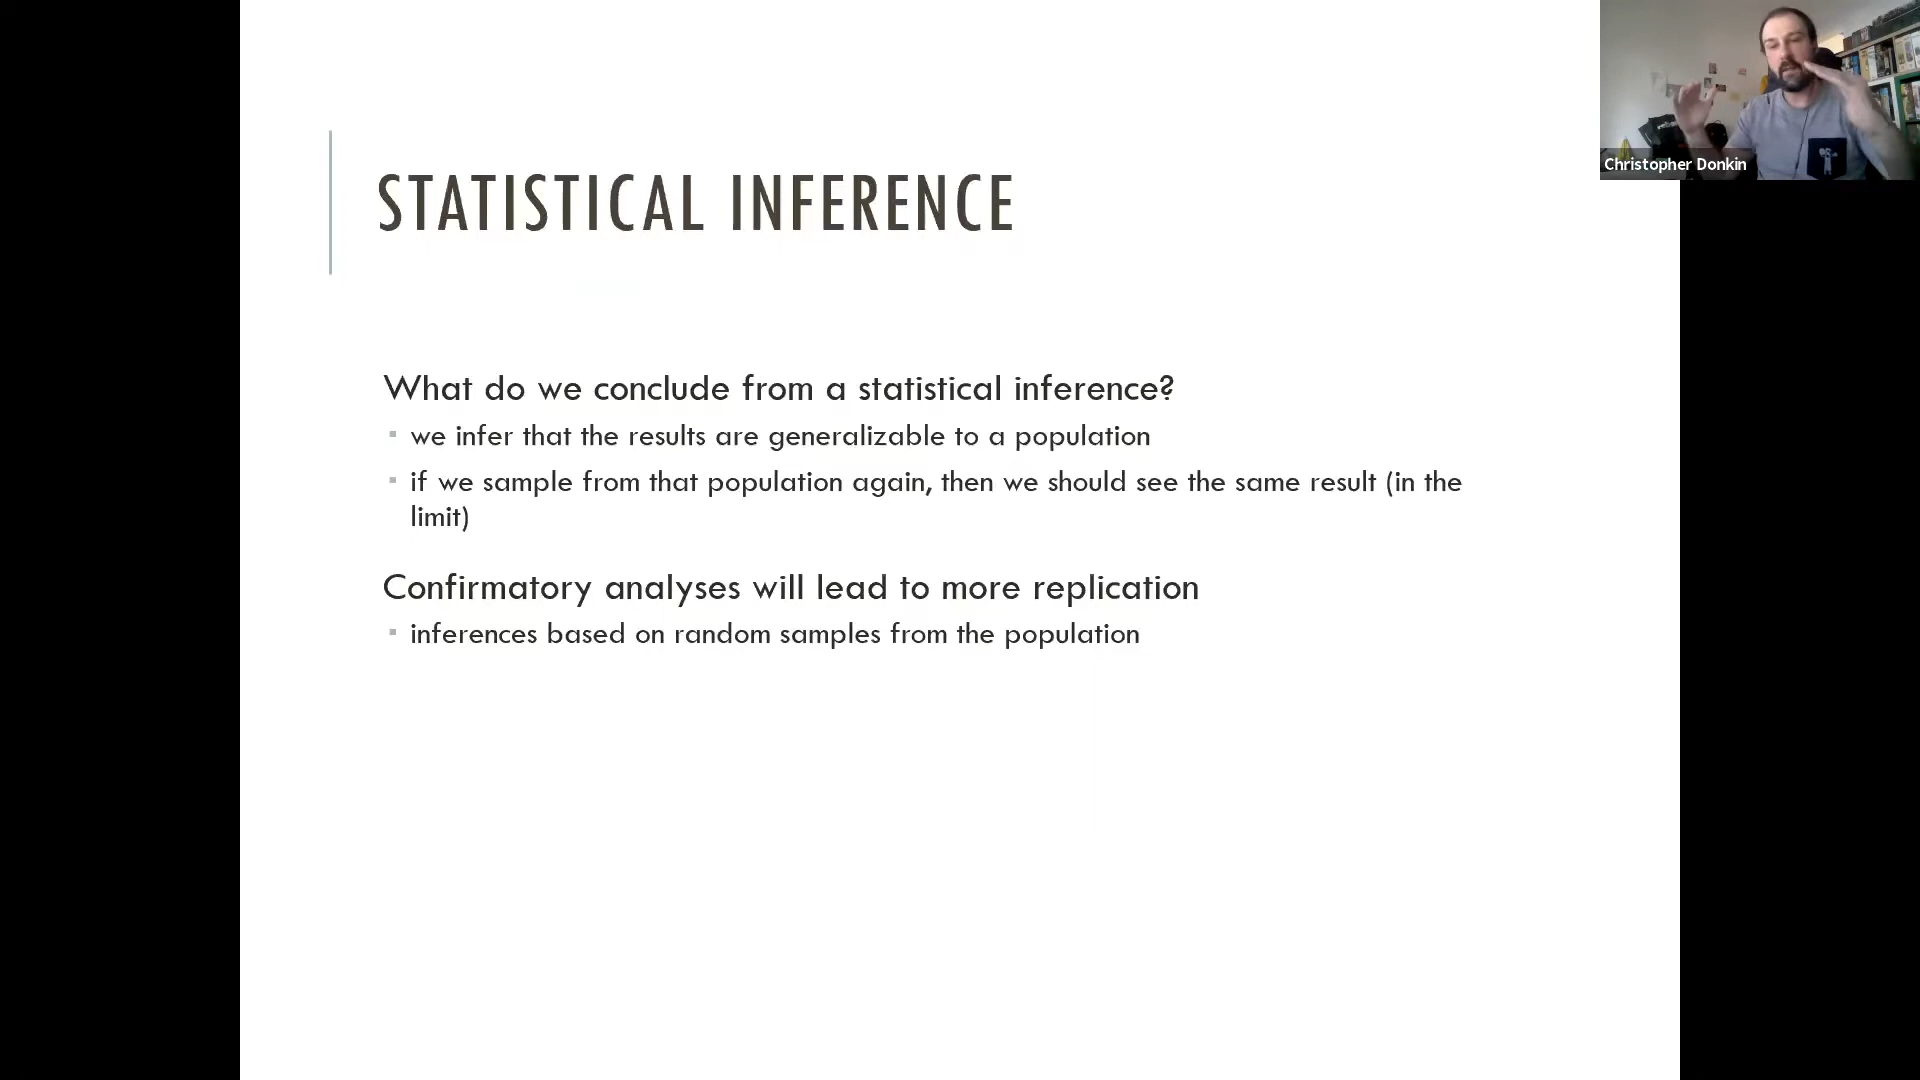 Christopher Donkin
STATISTICAL INFERENCE
What do we conclude from a statistical inference?
▪ we infer that the results are generalizable to a population
▪ if we sample from that population again, then we should see the same result (in the
limit)
Confirmatory analyses will lead to more replication
▪ inferences based on random samples from the population